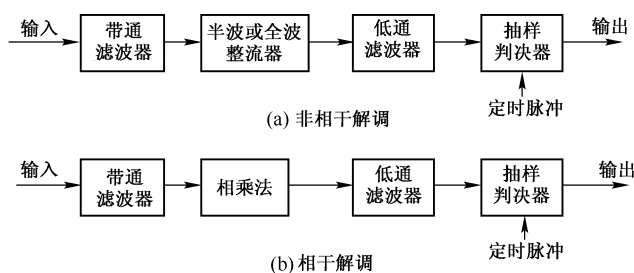 输入
带通
滤波器
半波或全波
整流器
低通
滤波器
抽样
判决器
输出
定时脉冲
(a) 非相干解调
输入
带通
滤波器
相乘法
低通
滤波器
抽样
判决器
输出
定时脉冲
(b) 相干解调